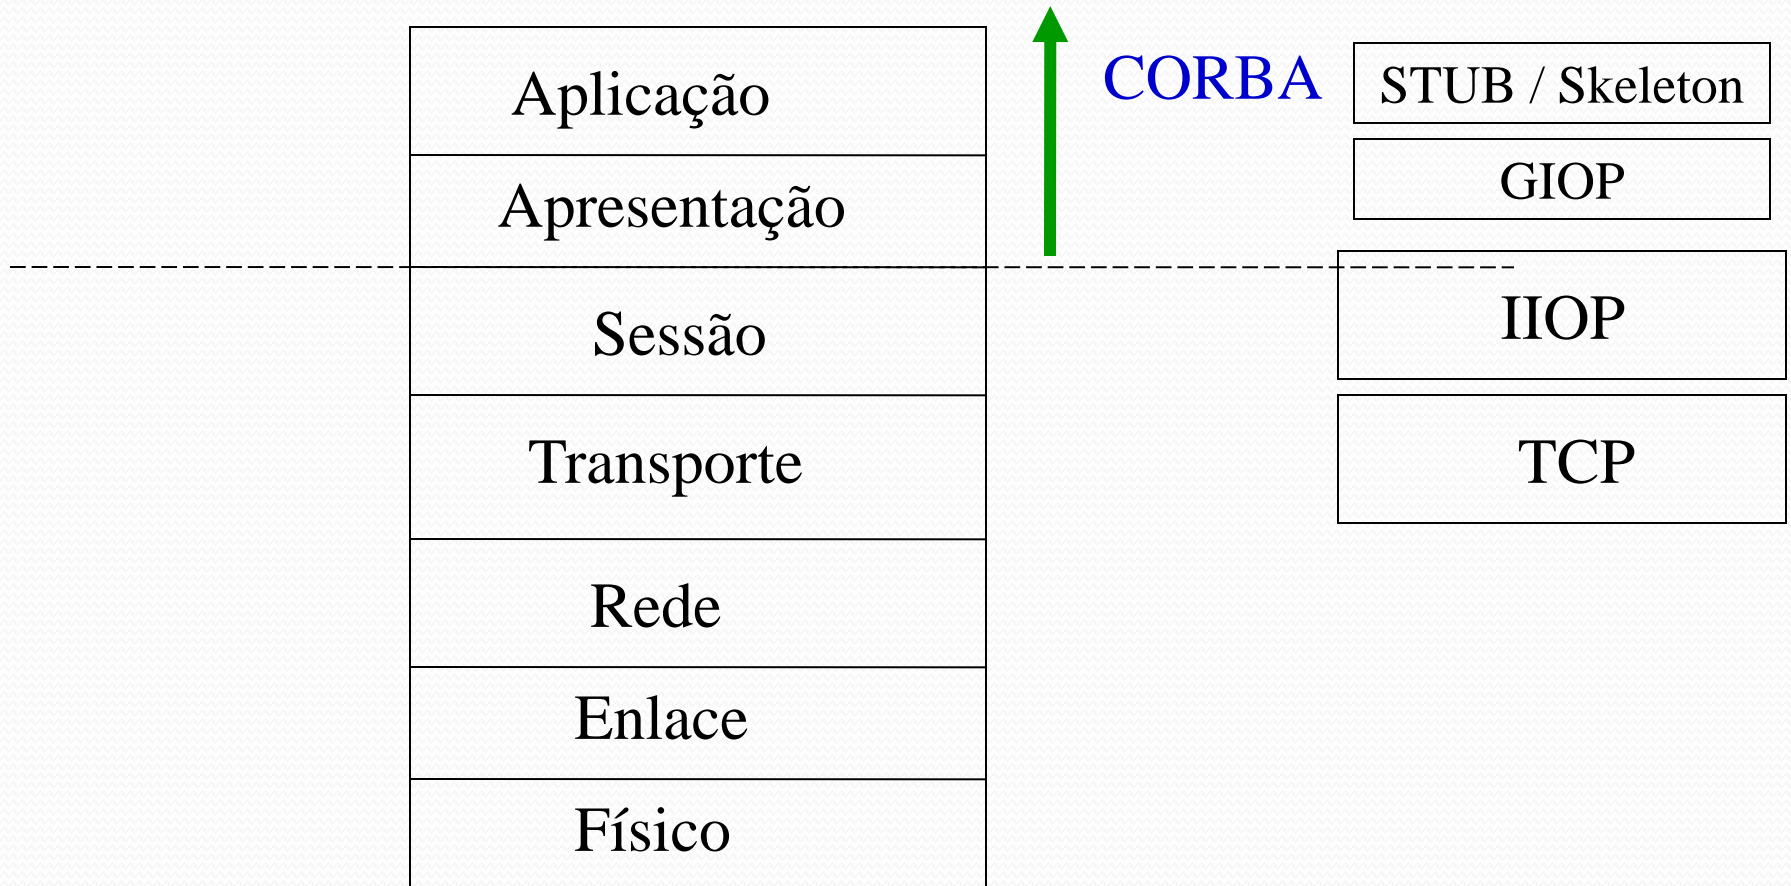 Aplicação
Apresentação
Sessão
Transporte
Rede
Enlace
Físico
CORBA
STUB / Skeleton
GIOP
IIOP
TCP